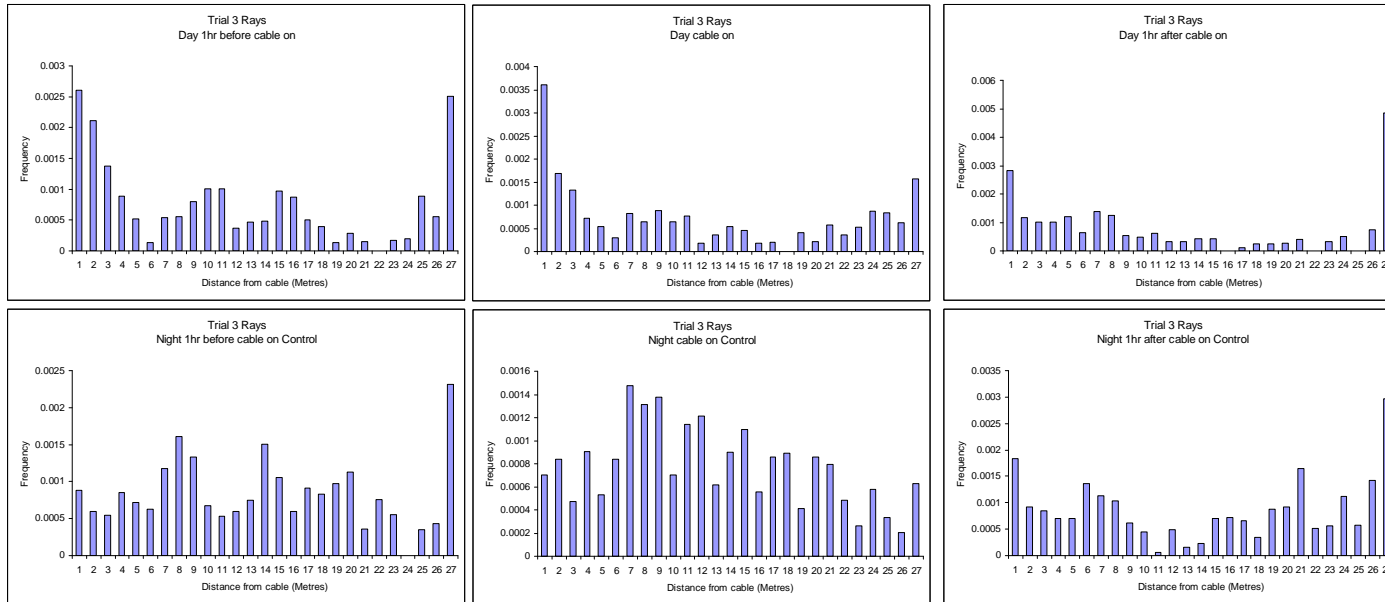 Trial 3 Rays
Day 1hr before cable on
0.003
0.0025
0.002
0.0015
0.001
0.0005
0
Frequency
1 2 3 4 5 6 7 8 9 10 11 12 13 14 15 16 17 18 19 20 21 22 23 24 25 26 27
Distance from cable (Metres)
Trial 3 Rays
Day cable on
0.004
0.0035
0.003
0.0025
0.002
0.0015
0.001
0.0005
0
Frequency
1 2 3 4 5 6 7 8 9 10 11 12 13 14 15 16 17 18 19 20 21 22 23 24 25 26 27
Distance from cable (Metres)
Trial 3 Rays
Day 1hr after cable on
0.006
0.005
0.004
0.003
0.002
0.001
0
Frequency
1 2 3 4 5 6 7 8 9 10 11 12 13 14 15 16 17 18 19 20 21 22 23 24 25 26
Distance from cable (Metres)
Trial 3 Rays
Night 1hr before cable on Control
0.0025
0.002
0.0015
0.001
0.0005
0
Frequency
1 2 3 4 5 6 7 8 9 10 11 12 13 14 15 16 17 18 19 20 21 22 23 24 25 26 27
Distance from cable (Metres)
Trial 3 Rays
Night cable on Control
0.0016
0.0014
0.0012
0.001
0.0008
0.0006
0.0004
0.0002
0
Frequency
1 2 3 4 5 6 7 8 9 10 11 12 13 14 15 16 17 18 19 20 21 22 23 24 25 26 27
Distance from cable (Metres)
Trial 3 Rays
Night 1hr after cable on Control
0.0035
0.003
0.0025
0.002
0.0015
0.001
0.0005
0
Frequency
1 2 3 4 5 6 7 8 9 10 11 12 13 14 15 16 17 18 19 20 21 22 23 24 25 26
Distance from cable (Metres)